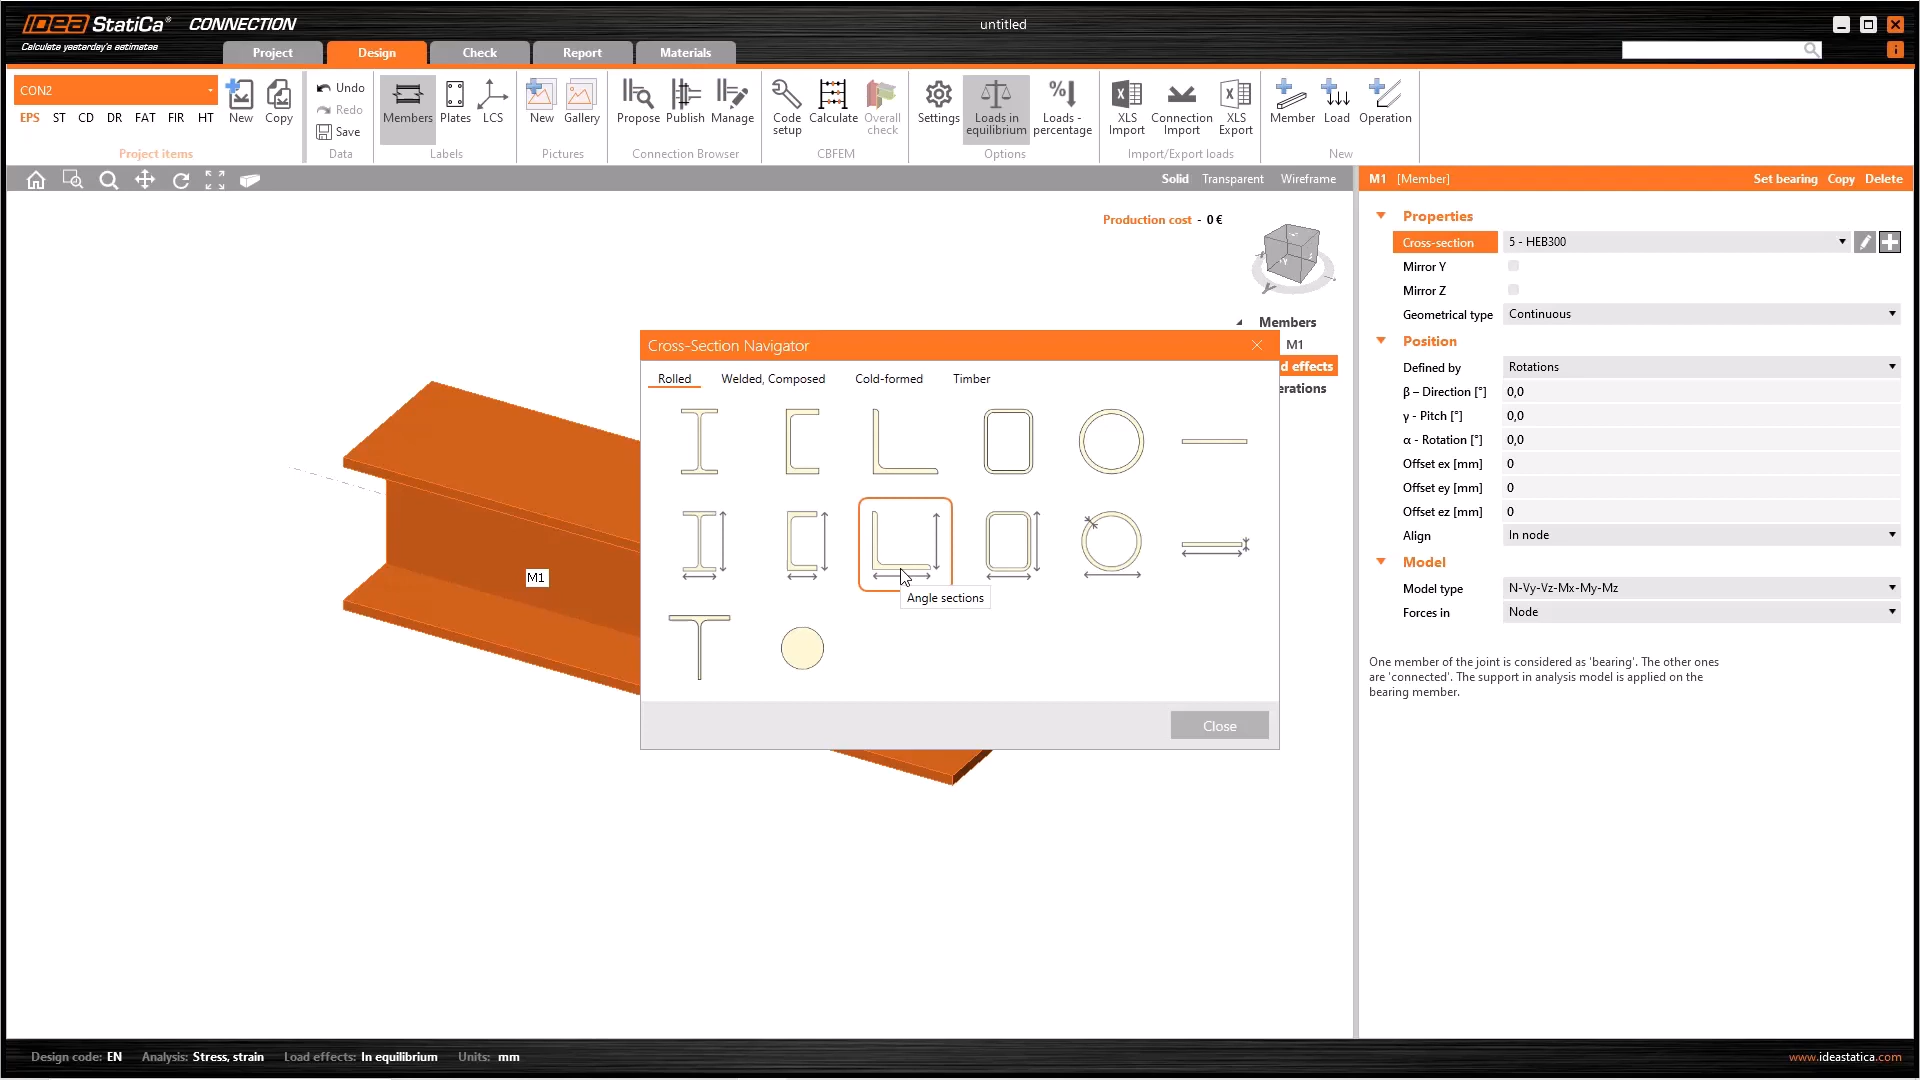 IDEA StatiCa® CONNECTION
Calculate yesterday's estimates
untitled
Project
Design
Check
Report
Materials
CON2
EPS ST CD DR FAT FIR HT
New
Copy
Project items
Undo
Redo
Save
Data
Members
Plates
LCS
Labels
New
Gallery
Pictures
Propose
Publish
Manage
Connection Browser
Code setup
Calculate
Overall check
CBFEM
Settings
Loads in equilibrium
Loads - percentage
Options
XLS Import
Connection Import
XLS Export
Import/Export loads
Member
Load
Operation
New
Solid Transparent Wireframe
Production cost - 0 €
Members
M1
d effects
erations
M1
Cross-Section Navigator
Rolled
Welded, Composed
Cold-formed
Timber
Angle sections
Close
M1 [Member]
Set bearing Copy Delete
Properties
Cross-section 5 - HEB300
Mirror Y
Mirror Z
Geometrical type Continuous
Position
Defined by Rotations
β – Direction [°] 0,0
γ - Pitch [°] 0,0
α - Rotation [°] 0,0
Offset ex [mm] 0
Offset ey [mm] 0
Offset ez [mm] 0
Align In node
Model
Model type N-Vy-Vz-Mx-My-Mz
Forces in Node
One member of the joint is considered as 'bearing'. The other ones
are 'connected'. The support in analysis model is applied on the
bearing member.
Design code: EN Analysis: Stress, strain Load effects: In equilibrium Units: mm
www.ideastatica.com